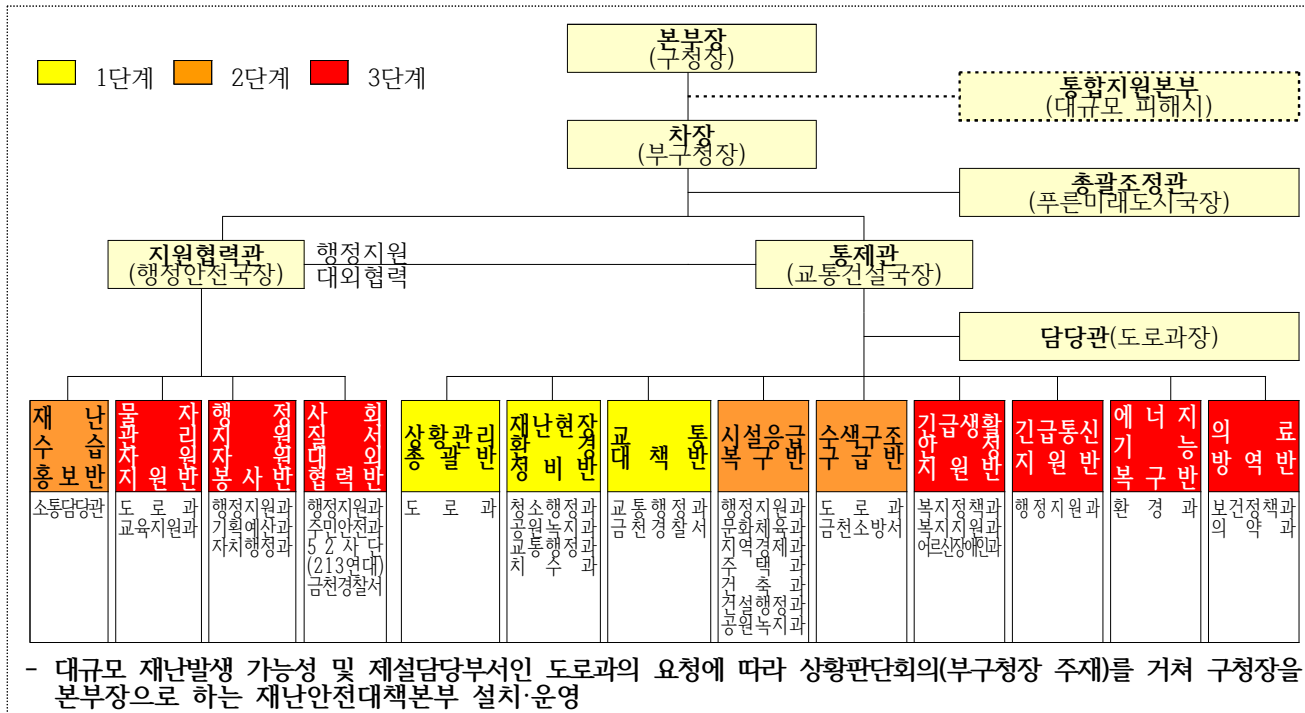 본부장
(구청장)
1단계 2단계 3단계
통합지원본부
(대규모 피해시)
차장
(부구청장)
총괄조정관
(푸른미래도시국장)
지원협력관
(행정안전국장)
행정지원
대외협력
통제관
(교통건설국장)
담당관(도로과장)
재 난
수 습
홍보반
소통담당관
물 자
관 리
자 원
지원반
도 로 과
교육지원과
행 정
지 원
자 원
봉사반
행정지원과
기획예산과
자치행정과
사 회
질 서
대 외
협력반
행정지원과
주민안전과
5 2 사 단
(213연대)
금천경찰서
상황관리
총 괄 반
도 로 과
재난현장
환 경
정 비 반
청소행정과
공원녹지과
교통행정과
치 수 과
교 통
대 책 반
교통행정과
금천경찰서
시설응급
복 구 반
행정지원과
문화체육과
지역경제과
주 택 과
건 축 과
건설행정과
공원녹지과
수색구조
구 급 반
도 로 과
금천소방서
긴급생활
안 정
지 원 반
복지정책과
복지지원과
어르신장애인과
긴급통신
지 원 반
행정지원과
에 너 지
기 능
복 구 반
환 경 과
의 료
방 역 반
보건정책과
의 약 과
- 대규모 재난발생 가능성 및 제설담당부서인 도로과의 요청에 따라 상황판단회의(부구청장 주재)를 거쳐 구청장을
본부장으로 하는 재난안전대책본부 설치·운영